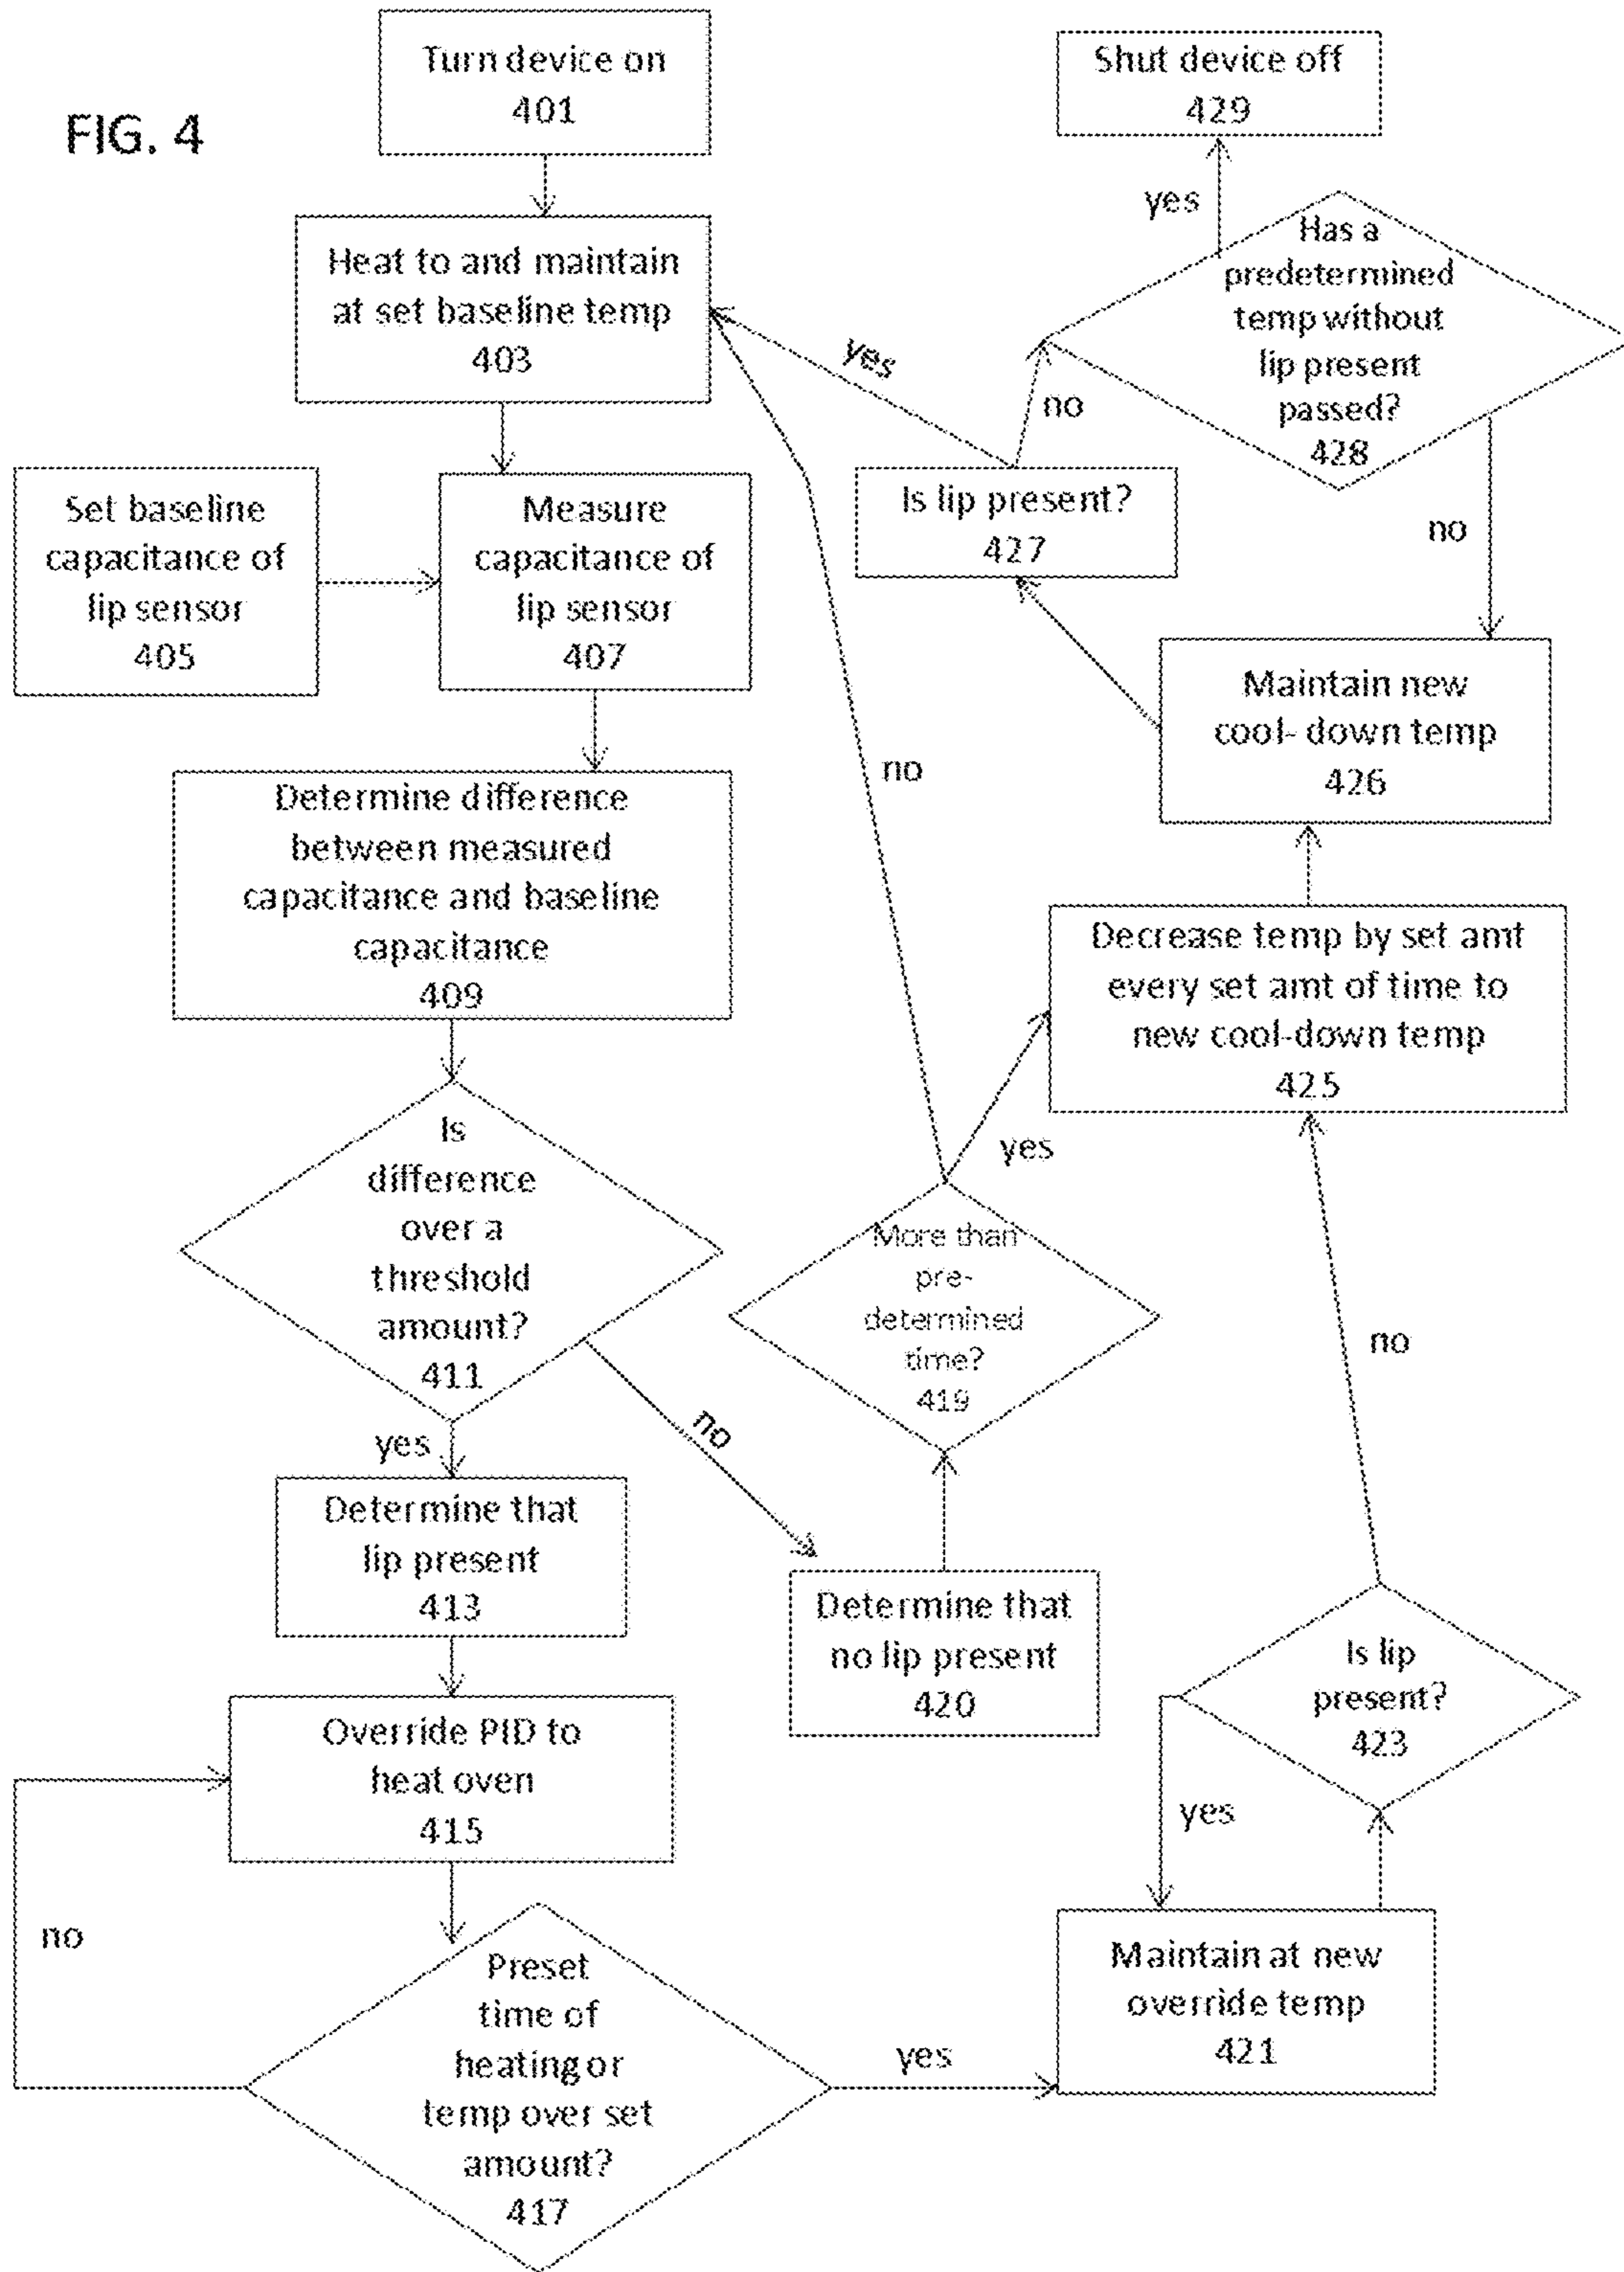 FIG. 4
Turn device on
401
Heat to and maintain
at set baseline temp
403
Set baseline
capacitance of
lip sensor
405
Measure
capacitance of
lip sensor
407
Determine difference
between measured
capacitance and baseline
capacitance
409
Is
difference
over a
threshold
amount?
411
yes
no
Determine that
lip present
413
Override PID to
heat oven
415
no
Preset
time of
heating or
temp over set
amount?
417
yes
Determine that
no lip present
420
More than
pre-
determined
time?
419
no
yes
Maintain at new
override temp
421
yes
Is lip
present?
423
no
Decrease temp by set amt
every set amt of time to
new cool-down temp
425
Maintain new
cool- down temp
426
Is lip present?
427
yes
no
Has a
predetermined
temp without
lip present
passed?
428
no
yes
Shut device off
429